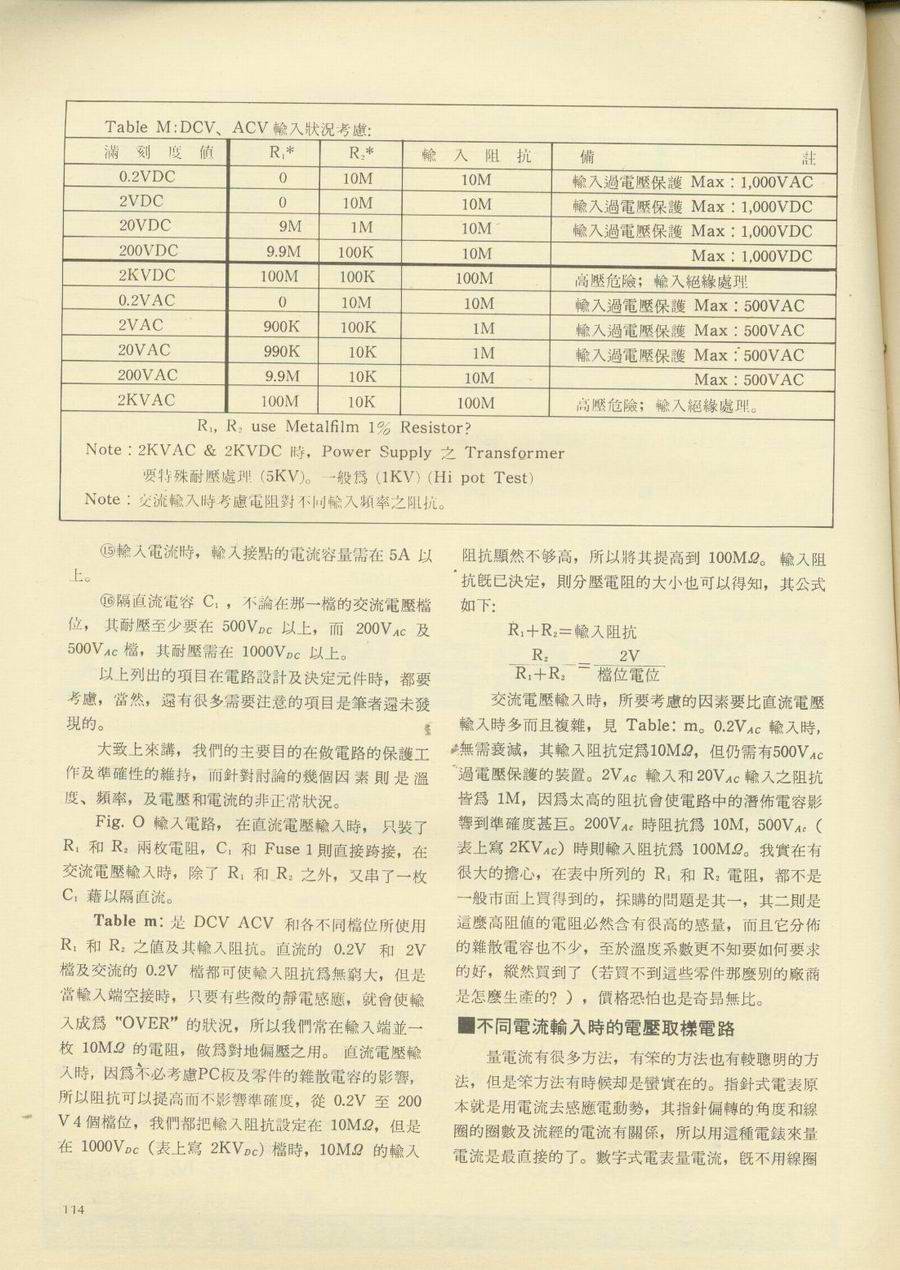 Table M:DCV、ACV 輸入狀況考慮:
滿刻度値 R₁* R₂* 輸入阻抗 備註
0.2VDC 0 10M 10M 輸入過電壓保護 Max：1,000VAC
2VDC 0 10M 10M 輸入過電壓保護 Max：1,000VDC
20VDC 9M 1M 10M 輸入過電壓保護 Max：1,000VDC
200VDC 9.9M 100K 10M Max：1,000VDC
2KVDC 100M 100K 100M 高壓危險；輸入絕緣處理
0.2VAC 0 10M 10M 輸入過電壓保護 Max：500VAC
2VAC 900K 100K 1M 輸入過電壓保護 Max：500VAC
20VAC 990K 10K 1M 輸入過電壓保護 Max：500VAC
200VAC 9.9M 10K 10M Max：500VAC
2KVAC 100M 10K 100M 高壓危險；輸入絕緣處理。
R₁, R₂ use Metalfilm 1% Resistor?
Note：2KVAC & 2KVDC 時，Power Supply 之 Transformer
要特殊耐壓處理 (5KV)。一般爲 (1KV) (Hi pot Test)
Note：交流輸入時考慮電阻對不同輸入頻率之阻抗。
⑮輸入電流時，輸入接點的電流容量需在 5A 以
上。
⑯隔直流電容 C₁，不論在那一檔的交流電壓檔
位，其耐壓至少要在 500VDC 以上，而 200VAC 及
500VAC 檔，其耐壓需在 1000VDC 以上。
以上列出的項目在電路設計及決定元件時，都要
考慮，當然，還有很多需要注意的項目是筆者還未發
現的。
大致上來講，我們的主要目的在做電路的保護工
作及準確性的維持，而針對討論的幾個因素則是溫
度、頻率，及電壓和電流的非正常狀況。
Fig. O 輸入電路，在直流電壓輸入時，只裝了
R₁ 和 R₂ 兩枚電阻，C₁ 和 Fuse 1 則直接跨接，在
交流電壓輸入時，除了 R₁ 和 R₂ 之外，又串了一枚
C₁ 藉以隔直流。
Table m: 是 DCV ACV 和各不同檔位所使用
R₁ 和 R₂ 之値及其輸入阻抗。直流的 0.2V 和 2V
檔及交流的 0.2V 檔都可使輸入阻抗爲無窮大，但是
當輸入端空接時，只要有些微的靜電感應，就會使輸
入成爲 “OVER” 的狀況，所以我們常在輸入端並一
枚 10MΩ 的電阻，做爲對地偏壓之用。直流電壓輸
入時，因爲不必考慮PC板及零件的雜散電容的影響，
所以阻抗可以提高而不影響準確度，從 0.2V 至 200
V 4 個檔位，我們都把輸入阻抗設定在 10MΩ，但是
在 1000VDC (表上寫 2KVDC) 檔時，10MΩ 的輸入
阻抗顯然不够高，所以將其提高到 100MΩ。輸入阻
抗旣已決定，則分壓電阻的大小也可以得知，其公式
如下:
R₁+R₂=輸入阻抗
R₂ 2V
───── = ─────
R₁+R₂ 檔位電位
交流電壓輸入時，所要考慮的因素要比直流電壓
輸入時多而且複雜，見 Table: m。0.2VAC 輸入時，
無需衰減，其輸入阻抗定爲10MΩ，但仍需有500VAC
過電壓保護的裝置。2VAC 輸入和20VAC 輸入之阻抗
皆爲 1M，因爲太高的阻抗會使電路中的潛佈電容影
響到準確度甚巨。200VAC 時阻抗爲 10M, 500VAC (
表上寫 2KVAC) 時則輸入阻抗爲 100MΩ。我實在有
很大的擔心，在表中所列的 R₁ 和 R₂ 電阻，都不是
一般市面上買得到的，採購的問題是其一，其二則是
這麼高阻値的電阻必然含有很高的感量，而且它分佈
的雜散電容也不少，至於溫度系數更不知要如何要求
的好，縱然買到了 (若買不到這些零件那麼別的廠商
是怎麼生產的? )，價格恐怕也是奇昂無比。
■不同電流輸入時的電壓取樣電路
量電流有很多方法，有笨的方法也有較聰明的方
法，但是笨方法有時候却是蠻實在的。指針式電表原
本就是用電流去感應電動勢，其指針偏轉的角度和線
圈的圈數及流經的電流有關係，所以用這種電錶來量
電流是最直接的了。數字式電表量電流，旣不用線圈
114